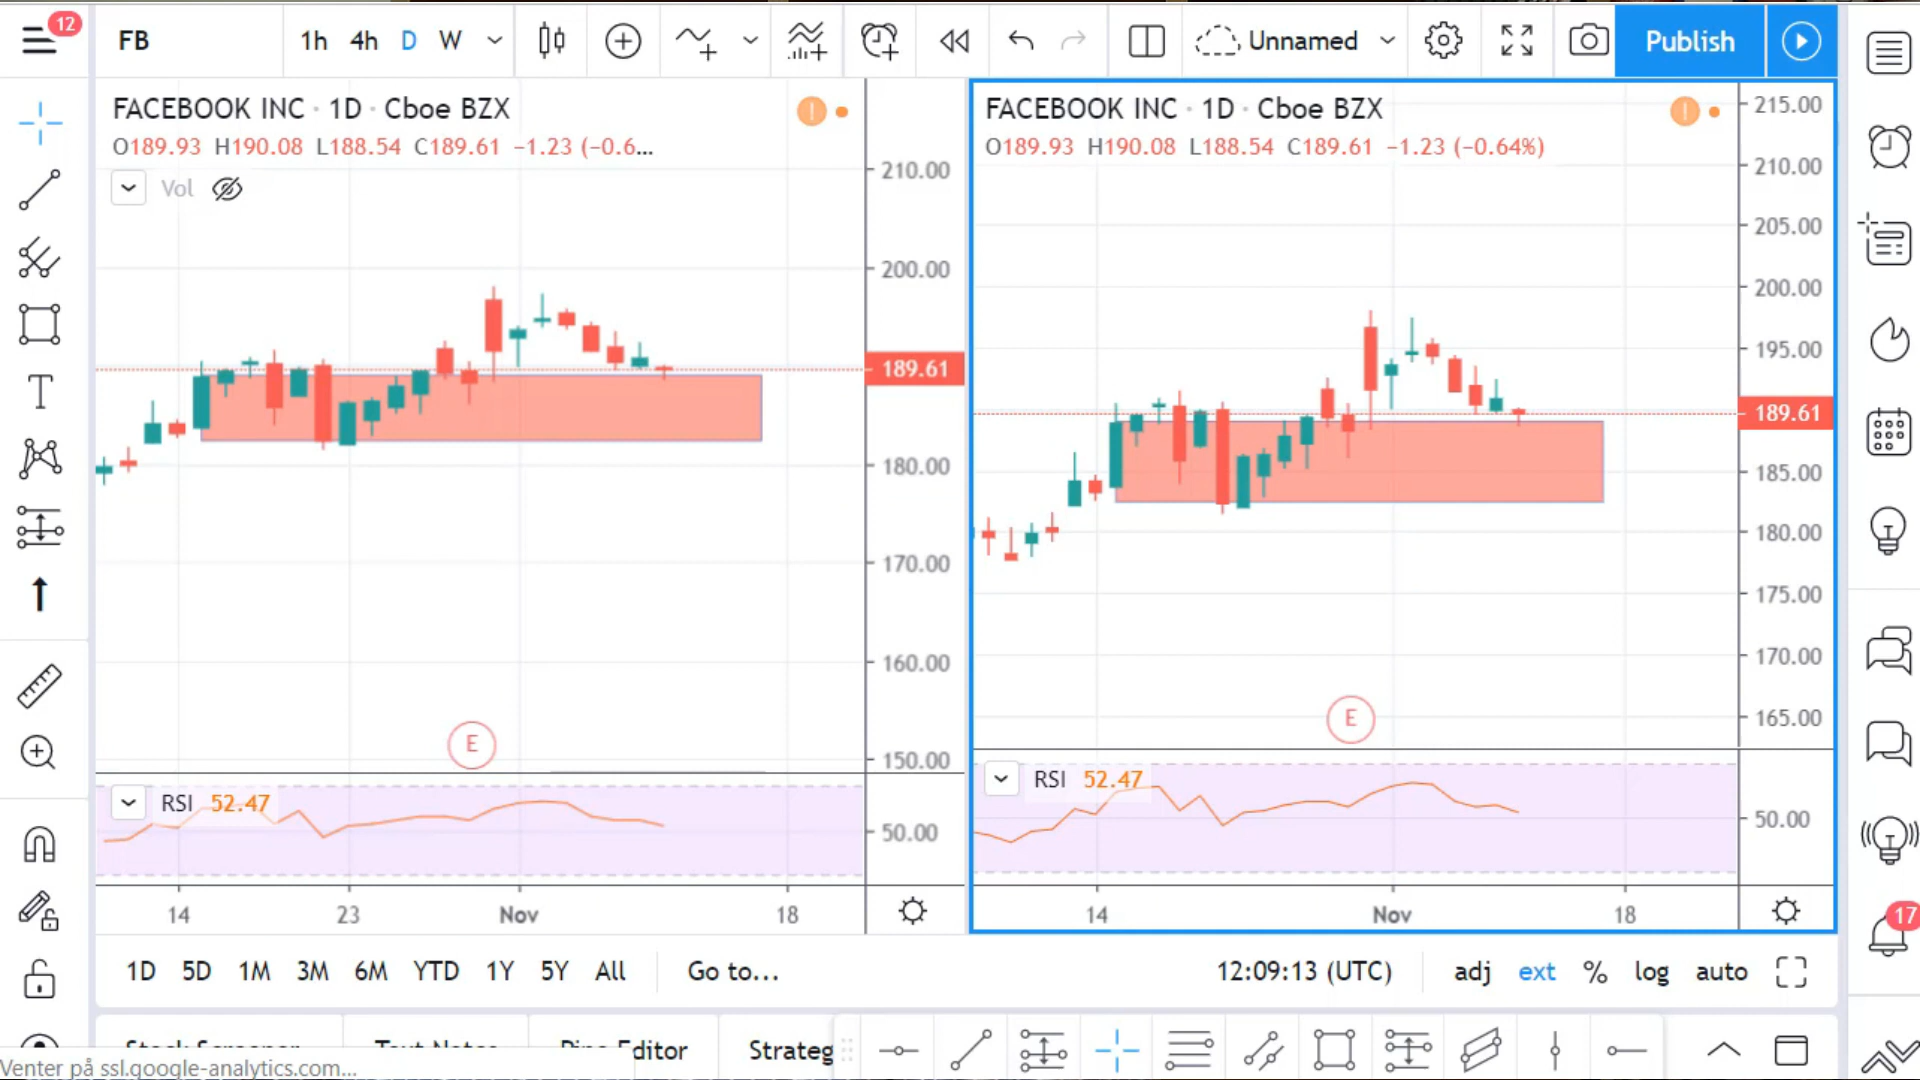 12
FB
1h 4h D W
Unnamed
Publish
FACEBOOK INC · 1D · Cboe BZX
O189.93 H190.08 L188.54 C189.61 −1.23 (−0.6...
Vol
210.00
200.00
189.61
180.00
170.00
160.00
150.00
E
RSI 52.47
50.00
14 23 Nov 18
FACEBOOK INC · 1D · Cboe BZX
O189.93 H190.08 L188.54 C189.61 −1.23 (−0.64%)
215.00
210.00
205.00
200.00
195.00
189.61
185.00
180.00
175.00
170.00
165.00
E
RSI 52.47
50.00
14 Nov 18
17
1D 5D 1M 3M 6M YTD 1Y 5Y All Go to...
12:09:13 (UTC) adj ext % log auto
Stock Screener Text Notes Pine Editor Strateg
Venter på ssl.google-analytics.com...